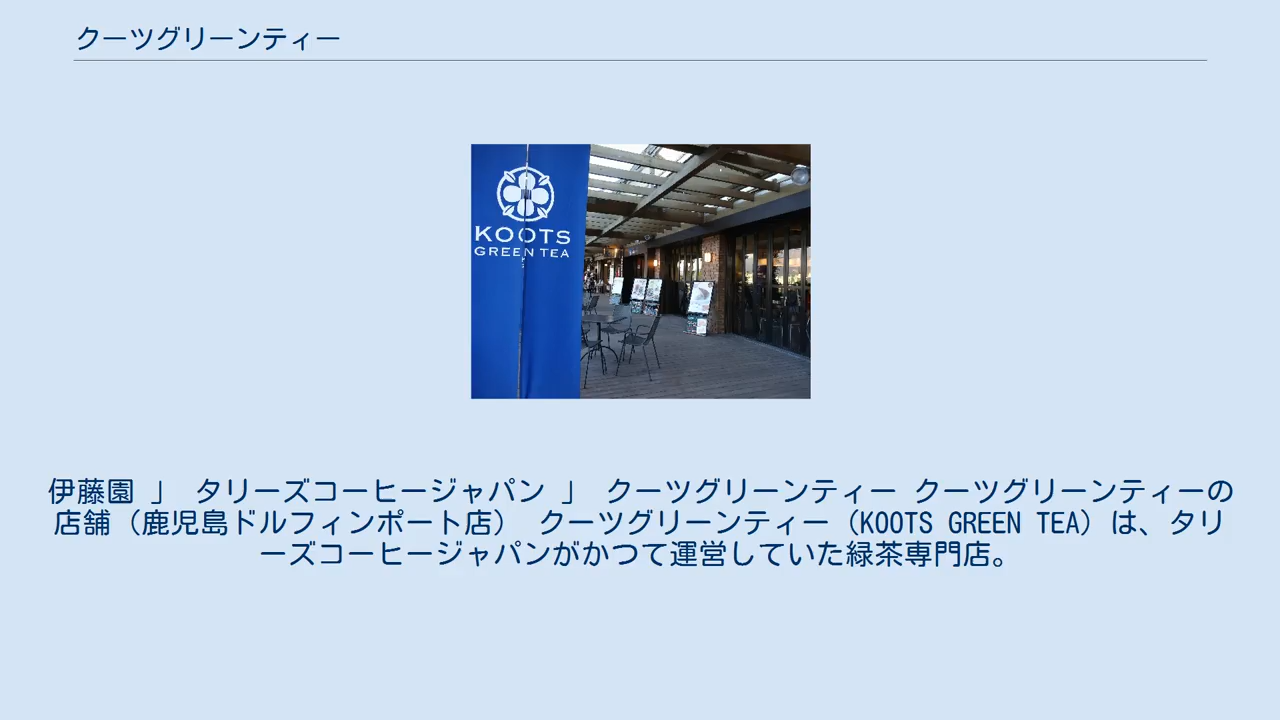 クーツグリーンティー
KOOTS
GREEN TEA
伊藤園 」 タリーズコーヒージャパン 」 クーツグリーンティー クーツグリーンティーの
店舗（鹿児島ドルフィンポート店） クーツグリーンティー（KOOTS GREEN TEA）は、タリ
ーズコーヒージャパンがかつて運営していた緑茶専門店。